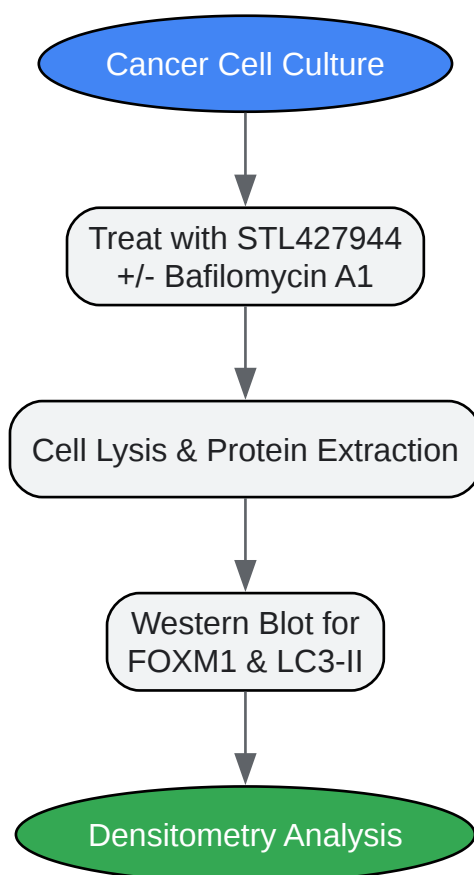 Cancer Cell Culture
Treat with STL427944
+/- Bafilomycin A1
Cell Lysis & Protein Extraction
Western Blot for
FOXM1 & LC3-II
Densitometry Analysis